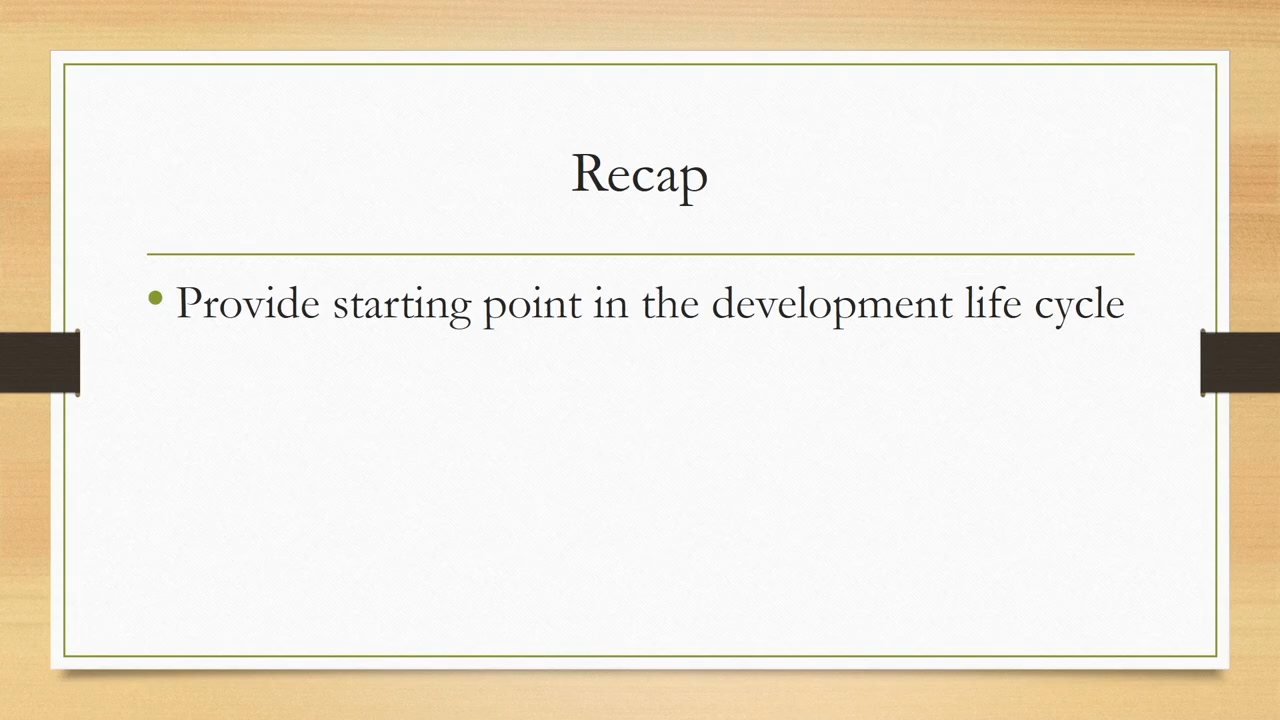 Recap
• Provide starting point in the development life cycle